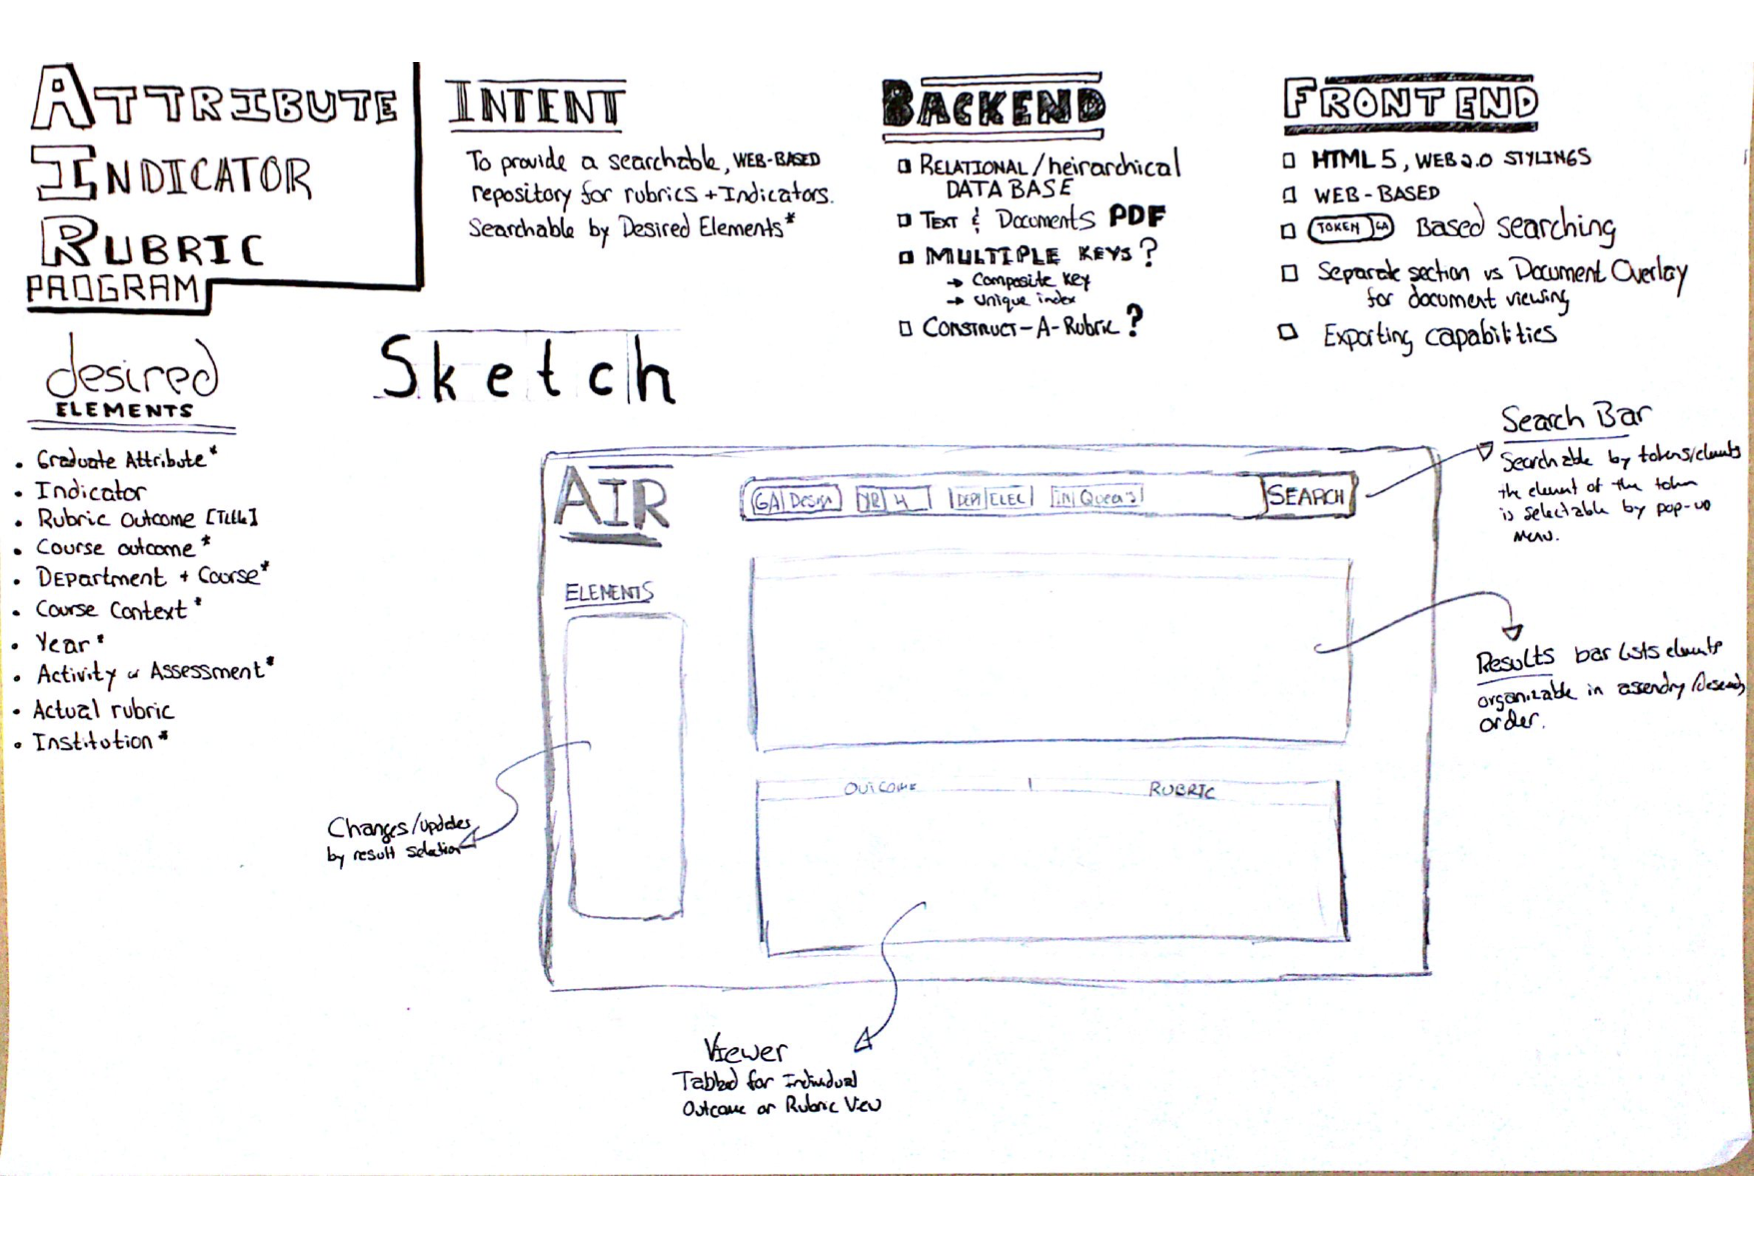 ATTRIBUTE
INDICATOR
RUBRIC
PROGRAM
INTENT
To provide a searchable, WEB-BASED
repository for rubrics + Indicators.
Searchable by Desired Elements*
BACKEND
RELATIONAL/heirarchical
DATA BASE
TEXT & Documents PDF
MULTIPLE KEYS?
→ Composite Key
→ Unique index
CONSTRUCT-A-Rubric?
FRONTEND
HTML5, WEB 2.0 STYLINGS
WEB-BASED
TOKEN GA Based searching
Separate section vs Document Overlay
for document viewing
Exporting capabilities
desired
ELEMENTS
• Graduate Attribute*
• Indicator
• Rubric Outcome [Title]
• Course outcome*
• DEpartment + Course*
• Course Context*
• Year*
• Activity or Assessment*
• Actual rubric
• Institution*
Sketch
AIR
GA Design YR 4 DEPT ELEC IN Queen's SEARCH
ELEMENTS
OUTCOME RUBRIC
Search Bar
Searchable by tokens/elements
the element of the token
is selectable by pop-up
Menu.
Results bar lists elements
organizable in ascending/descending
order.
Changes/updates
by result selection
Viewer
Tabbed for Individual
Outcome or Rubric View